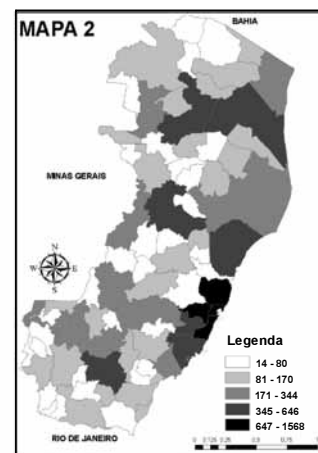 MAPA 2
BAHIA
MINAS GERAIS
N
W E
S
Legenda
14 - 80
81 - 170
171 - 344
345 - 646
647 - 1568
RIO DE JANEIRO